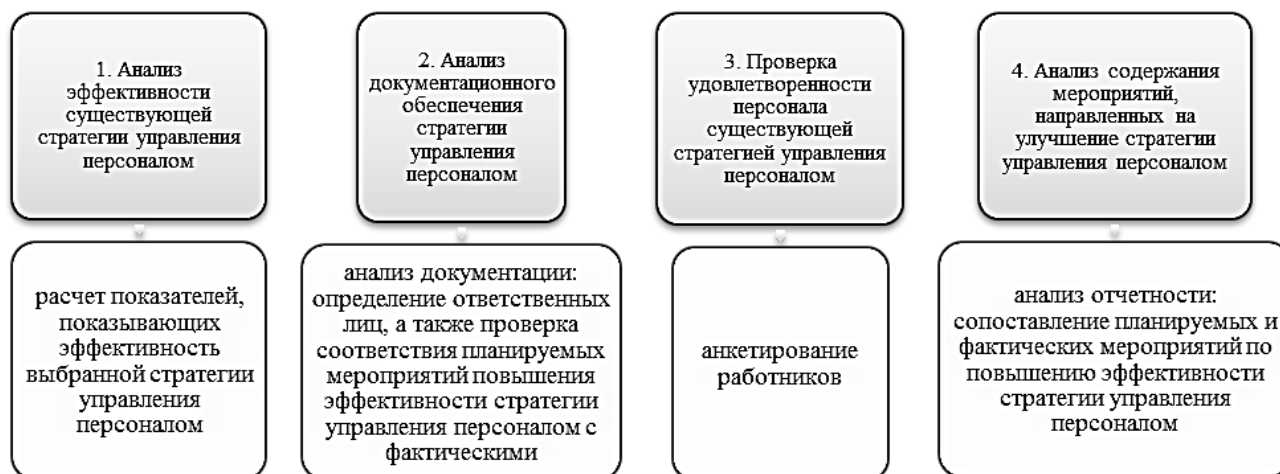 1. Анализ
эффективности
существующей
стратегии управления
персоналом
2. Анализ
документационного
обеспечения
стратегии
управления
персоналом
3. Проверка
удовлетворенности
персонала
существующей
стратегией управления
персоналом
4. Анализ содержания
мероприятий,
направленных на
улучшение стратегии
управления персоналом
расчет показателей,
показывающих
эффективность
выбранной стратегии
управления
персоналом
анализ документации:
определение ответственных
лиц, а также проверка
соответствия планируемых
мероприятий повышения
эффективности стратегии
управления персоналом с
фактическими
анкетирование
работников
анализ отчетности:
сопоставление планируемых и
фактических мероприятий по
повышению эффективности
стратегии управления
персоналом